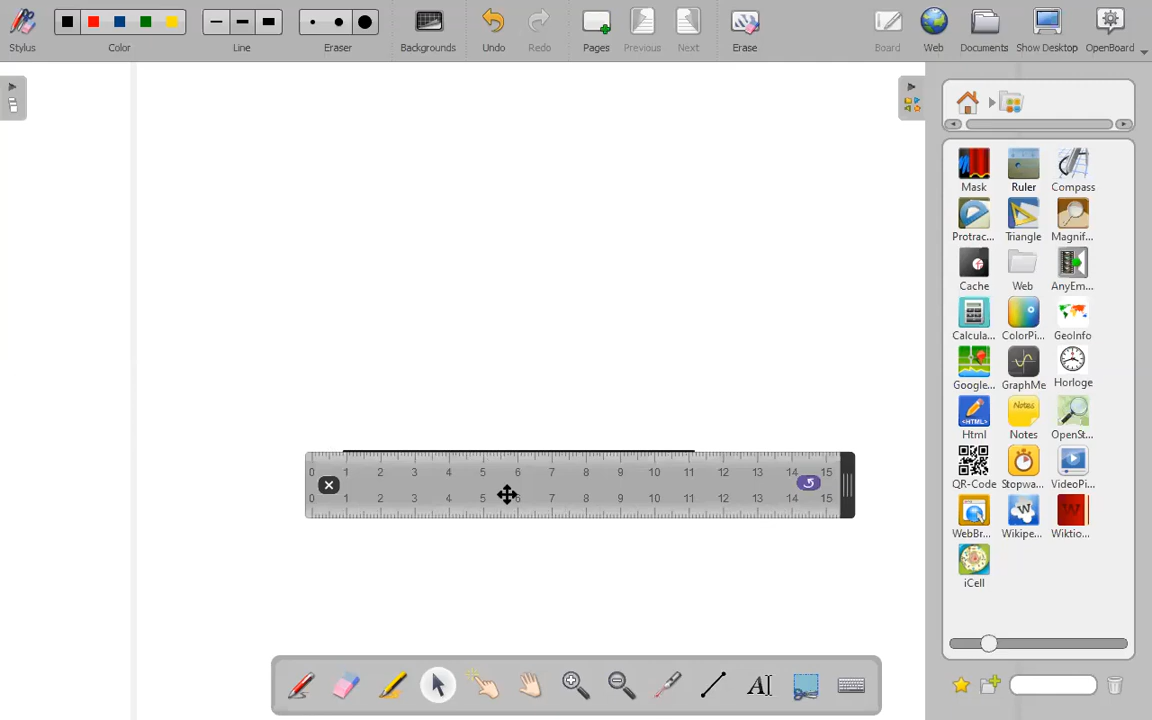 Stylus
Color
Line
Eraser
Backgrounds
Undo
Redo
Pages
Previous
Next
Erase
Board
Web
Documents
Show Desktop
OpenBoard
Mask
Ruler
Compass
Protrac...
Triangle
Magnif...
Cache
Web
AnyEm...
Calcula...
ColorPi...
GeoInfo
Google...
GraphMe
Horloge
<HTML>
Notes
Html
Notes
OpenSt...
QR-Code
Stopwa...
VideoPi...
WebBr...
Wikipe...
Wiktio...
iCell
0 1 2 3 4 5 6 7 8 9 10 11 12 13 14 15
0 1 2 3 4 5 6 7 8 9 10 11 12 13 14 15
AI